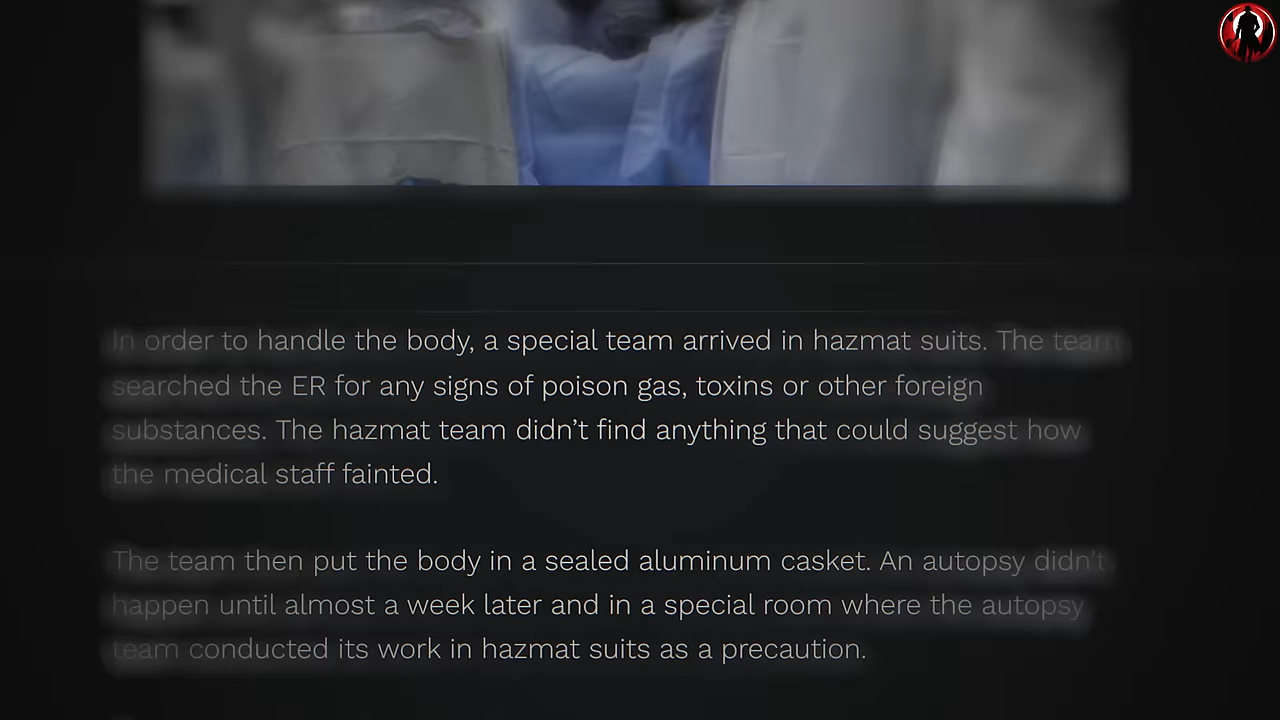 In order to handle the body, a special team arrived in hazmat suits. The team
searched the ER for any signs of poison gas, toxins or other foreign
substances. The hazmat team didn’t find anything that could suggest how
the medical staff fainted.
The team then put the body in a sealed aluminum casket. An autopsy didn't
happen until almost a week later and in a special room where the autopsy
team conducted its work in hazmat suits as a precaution.